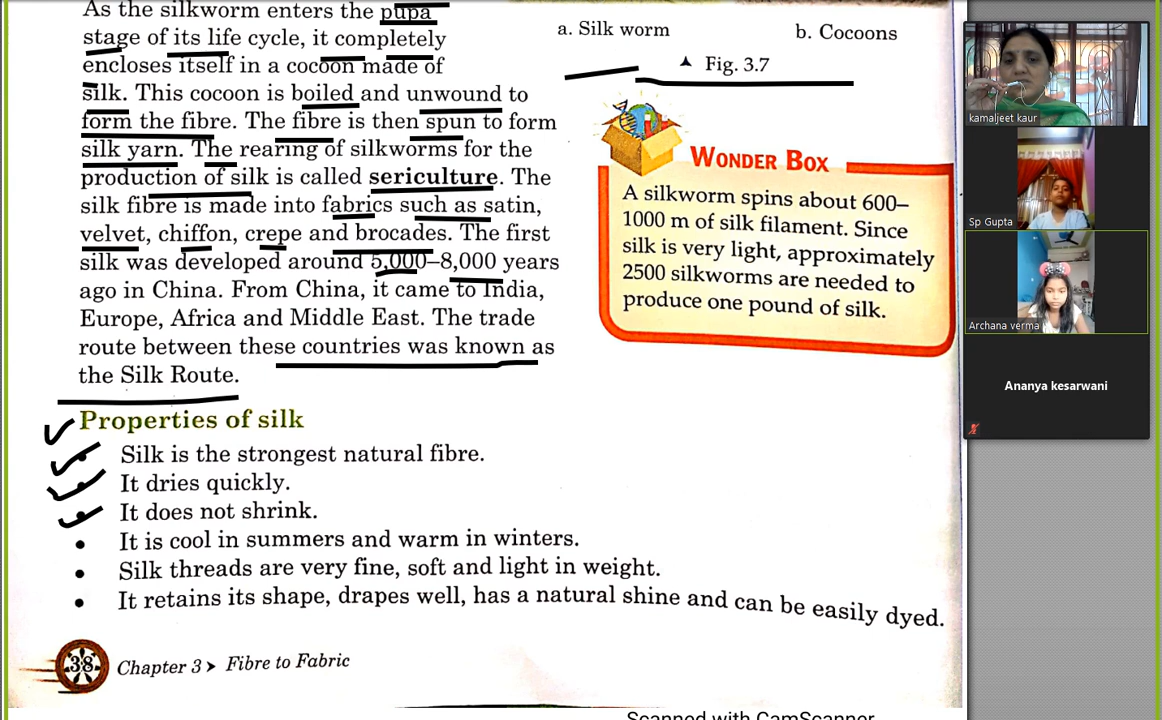 As the silkworm enters the pupa
stage of its life cycle, it completely
encloses itself in a cocoon made of
silk. This cocoon is boiled and unwound to
form the fibre. The fibre is then spun to form
silk yarn. The rearing of silkworms for the
production of silk is called sericulture. The
silk fibre is made into fabrics such as satin,
velvet, chiffon, crepe and brocades. The first
silk was developed around 5,000–8,000 years
ago in China. From China, it came to India,
Europe, Africa and Middle East. The trade
route between these countries was known as
the Silk Route.
a. Silk worm
b. Cocoons
▲ Fig. 3.7
WONDER BOX
A silkworm spins about 600–
1000 m of silk filament. Since
silk is very light, approximately
2500 silkworms are needed to
produce one pound of silk.
Properties of silk
• Silk is the strongest natural fibre.
• It dries quickly.
• It does not shrink.
• It is cool in summers and warm in winters.
• Silk threads are very fine, soft and light in weight.
• It retains its shape, drapes well, has a natural shine and can be easily dyed.
38 Chapter 3 ➤ Fibre to Fabric
Scanned with CamScanner
kamaljeet kaur
Sp Gupta
Archana verma
Ananya kesarwani